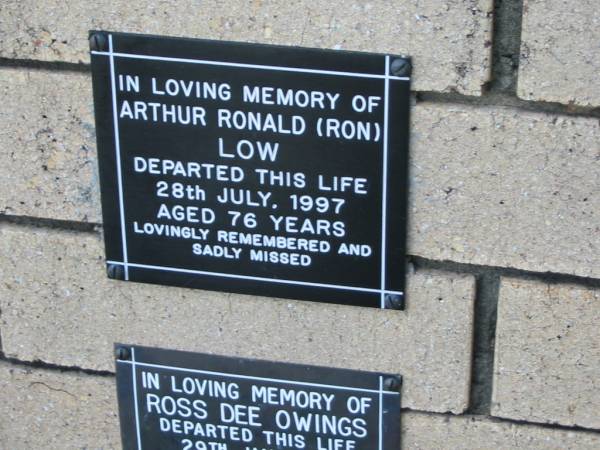 IN LOVING MEMORY OF
ARTHUR RONALD (RON)
LOW
DEPARTED THIS LIFE
28th JULY, 1997
AGED 76 YEARS
LOVINGLY REMEMBERED AND
SADLY MISSED
IN LOVING MEMORY OF
ROSS DEE OWINGS
DEPARTED THIS LIFE
29TH